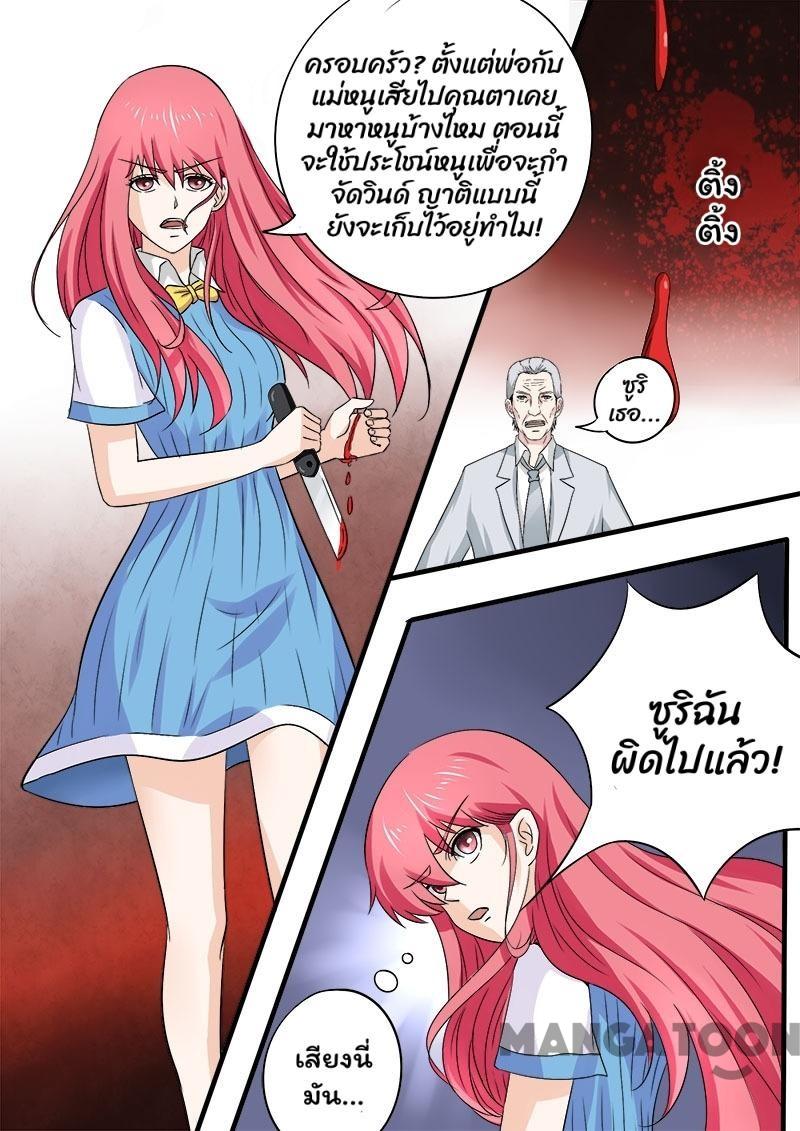 ครอบครัว? ตั้งแต่พ่อกับ
แม่หนูเสียไปคุณตาเคย
มาหาหนูบ้างไหม ตอนนี้
จะใช้ประโชน์หนูเพื่อจะกำ
จัดวินด์ ญาติแบบนี้
ยังจะเก็บไว้อยู่ทำไม!
ติ้ง
ติ้ง
ซูริ
เธอ...
ซูริฉัน
ผิดไปแล้ว!
เสียงนี่
มัน...
MANGATOON